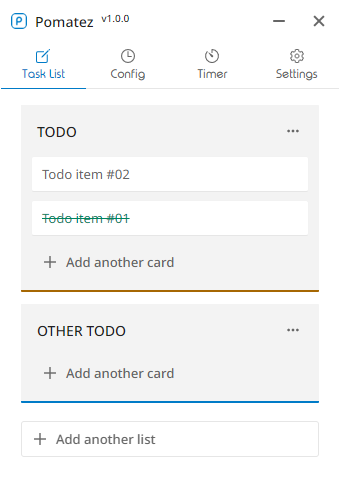 Pomatez v1.0.0
Task List Config Timer Settings
TODO
Todo item #02
Todo item #01
Add another card
OTHER TODO
Add another card
Add another list